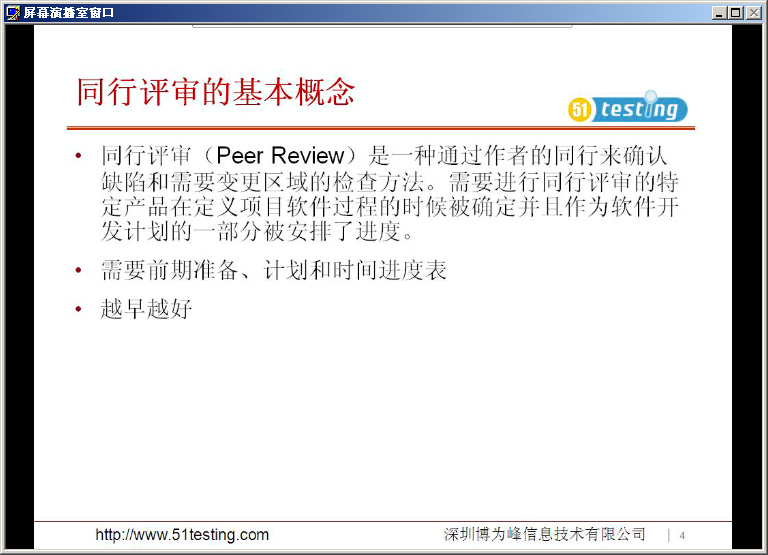 屏幕演播室窗口
同行评审的基本概念
51 testing
• 同行评审（Peer Review）是一种通过作者的同行来确认
缺陷和需要变更区域的检查方法。需要进行同行评审的特
定产品在定义项目软件过程的时候被确定并且作为软件开
发计划的一部分被安排了进度。
• 需要前期准备、计划和时间进度表
• 越早越好
http://www.51testing.com 深圳博为峰信息技术有限公司 | 4